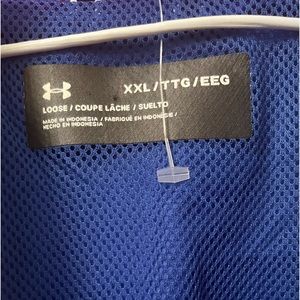 XXL/TTG/EEG
LOOSE / COUPE LÂCHE / SUELTO
MADE IN INDONESIA / FABRIQUÉ EN INDONÉSIE /
HECHO EN INDONESIA